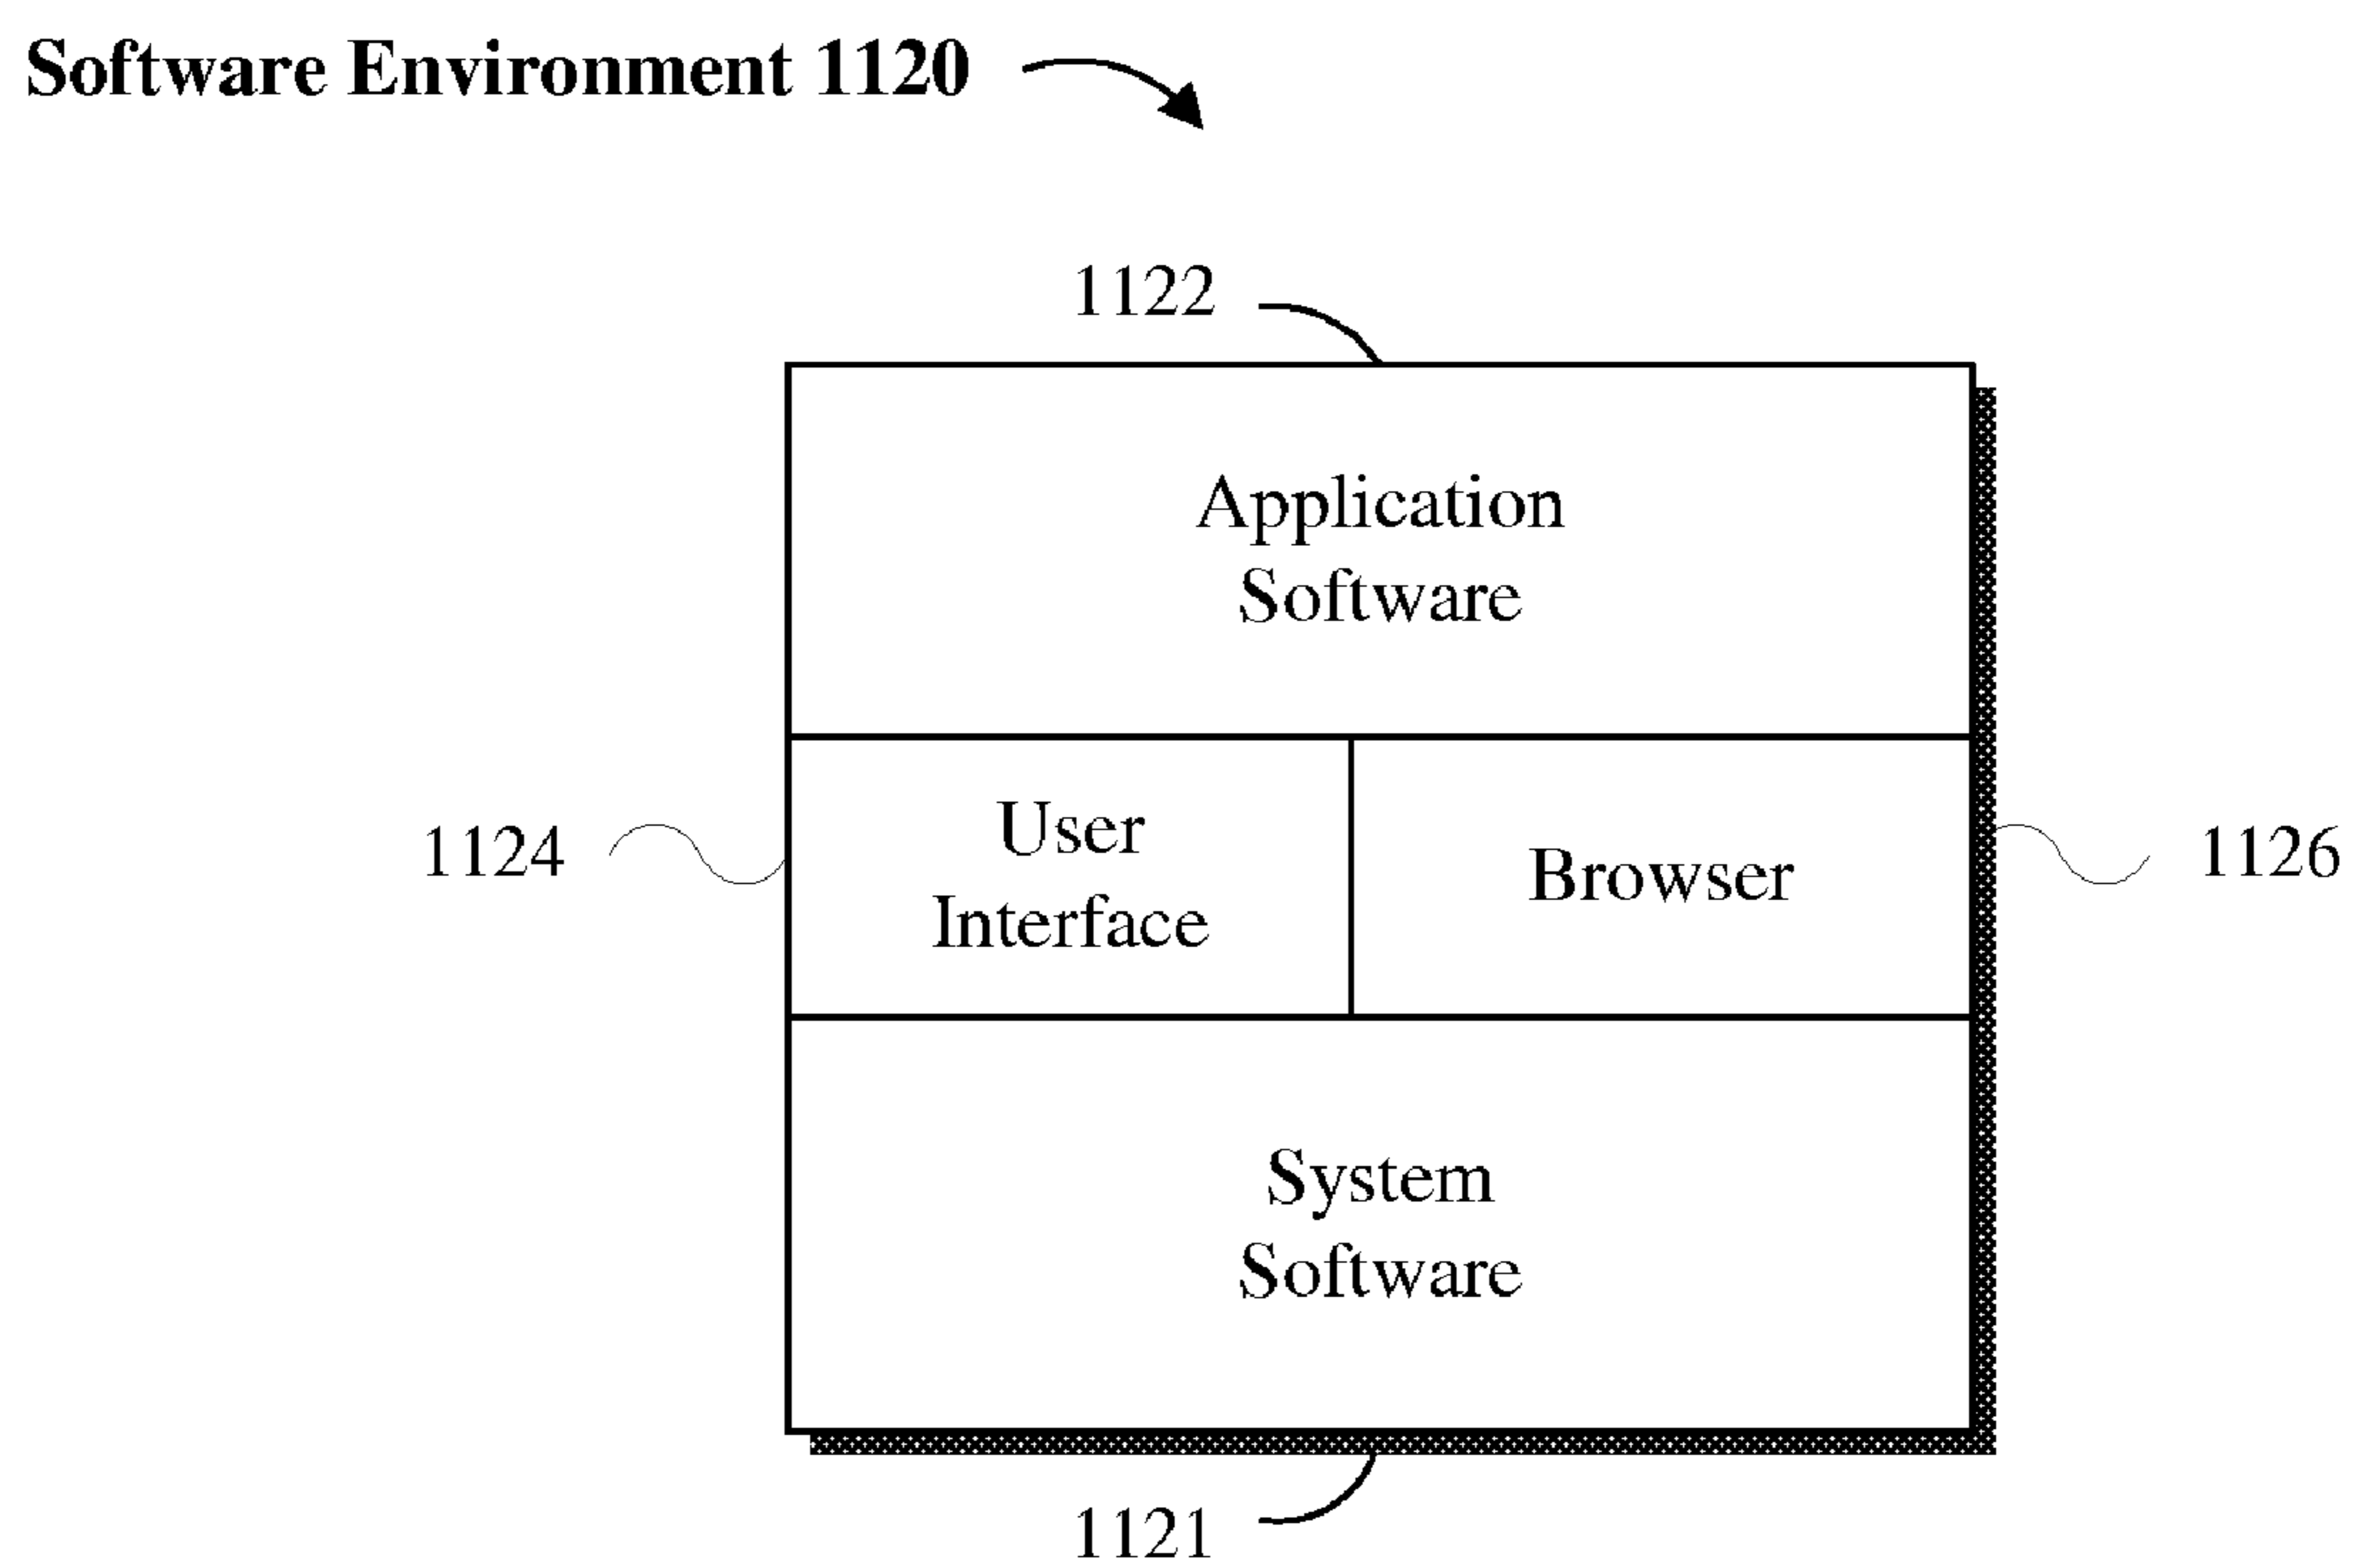 Software Environment 1120
1122
Application
Software
1124
User
Interface
Browser
1126
System
Software
1121